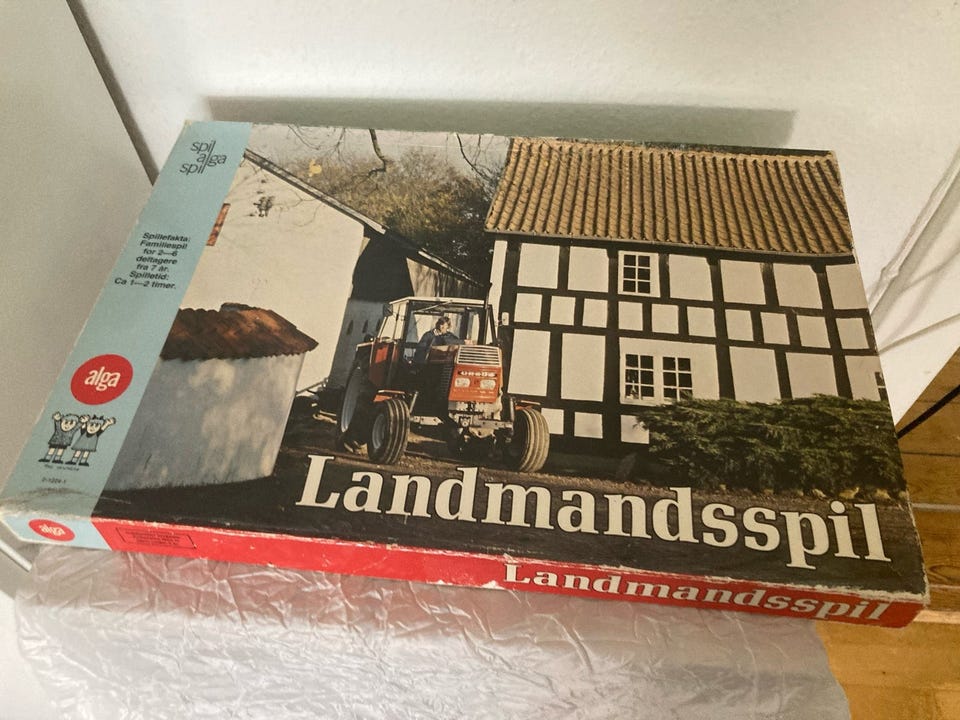 spil
alga
spil
Spillefakta:
Familiespil
for 2—6
deltagere
fra 7 år.
Spilletid:
Ca 1—2 timer.
alga
URSUS
Landmandsspil
alga
Landmandsspil